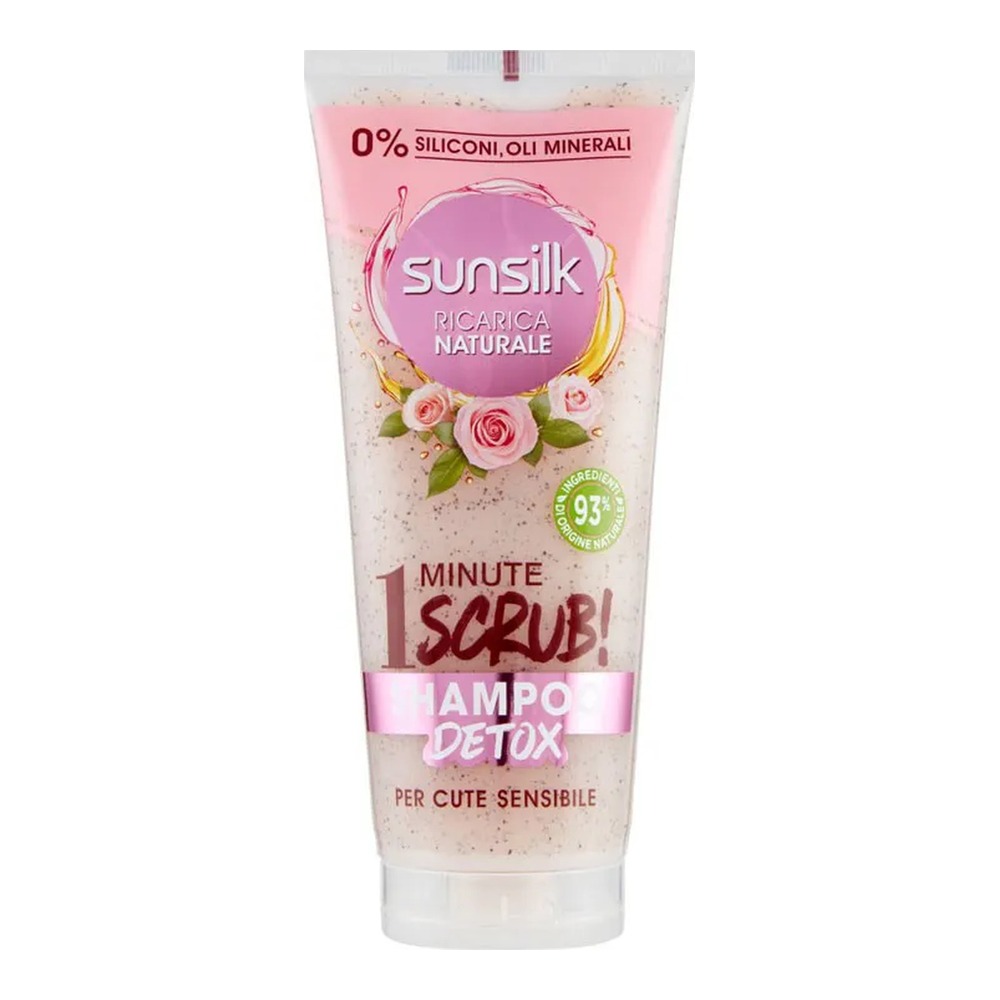 0% SILICONI, OLI MINERALI
sunsilk
RICARICA
NATURALE
INGREDIENTI
93%
DI ORIGINE NATURALE
1 MINUTE
SCRUB!
SHAMPOO
DETOX
PER CUTE SENSIBILE